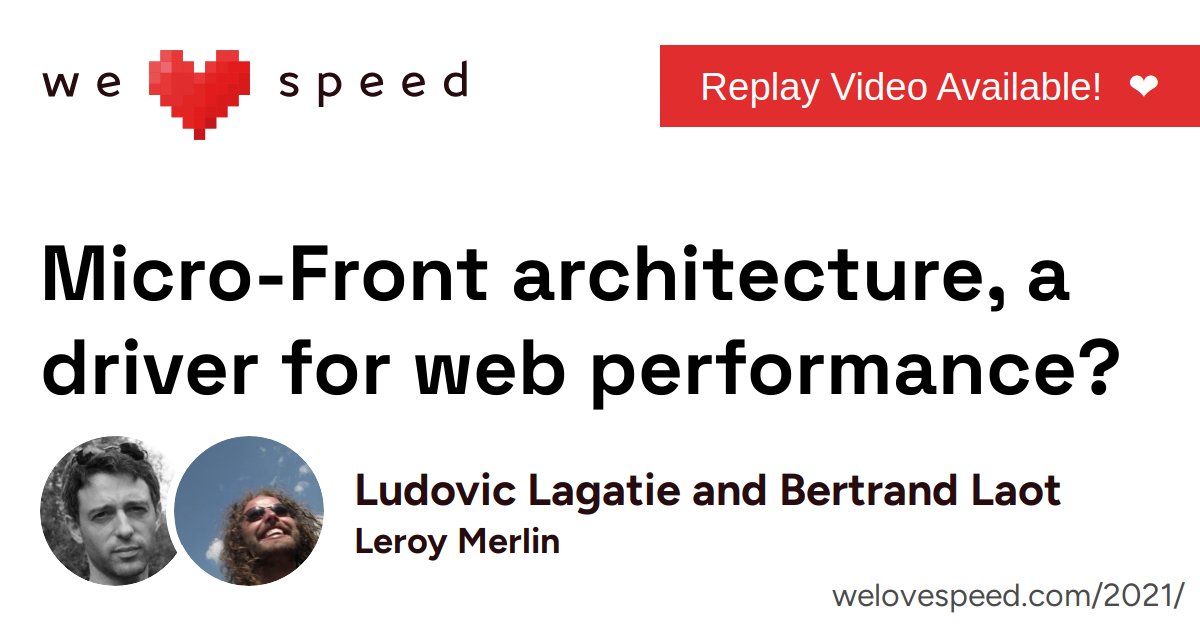 we speed
Replay Video Available! ❤
Micro-Front architecture, a
driver for web performance?
Ludovic Lagatie and Bertrand Laot
Leroy Merlin
welovespeed.com/2021/